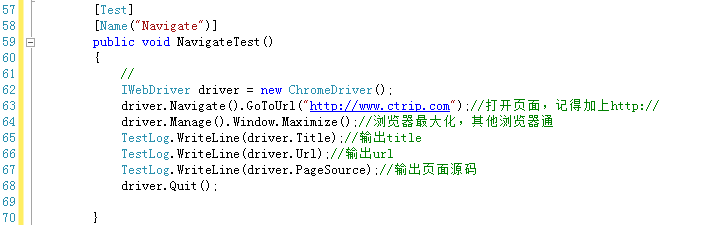 57 [Test]
58 [Name("Navigate")]
59 public void NavigateTest()
60 {
61 //
62 IWebDriver driver = new ChromeDriver();
63 driver.Navigate().GoToUrl("http://www.ctrip.com");//打开页面，记得加上http://
64 driver.Manage().Window.Maximize();//浏览器最大化，其他浏览器通
65 TestLog.WriteLine(driver.Title);//输出title
66 TestLog.WriteLine(driver.Url);//输出url
67 TestLog.WriteLine(driver.PageSource);//输出页面源码
68 driver.Quit();
69
70 }